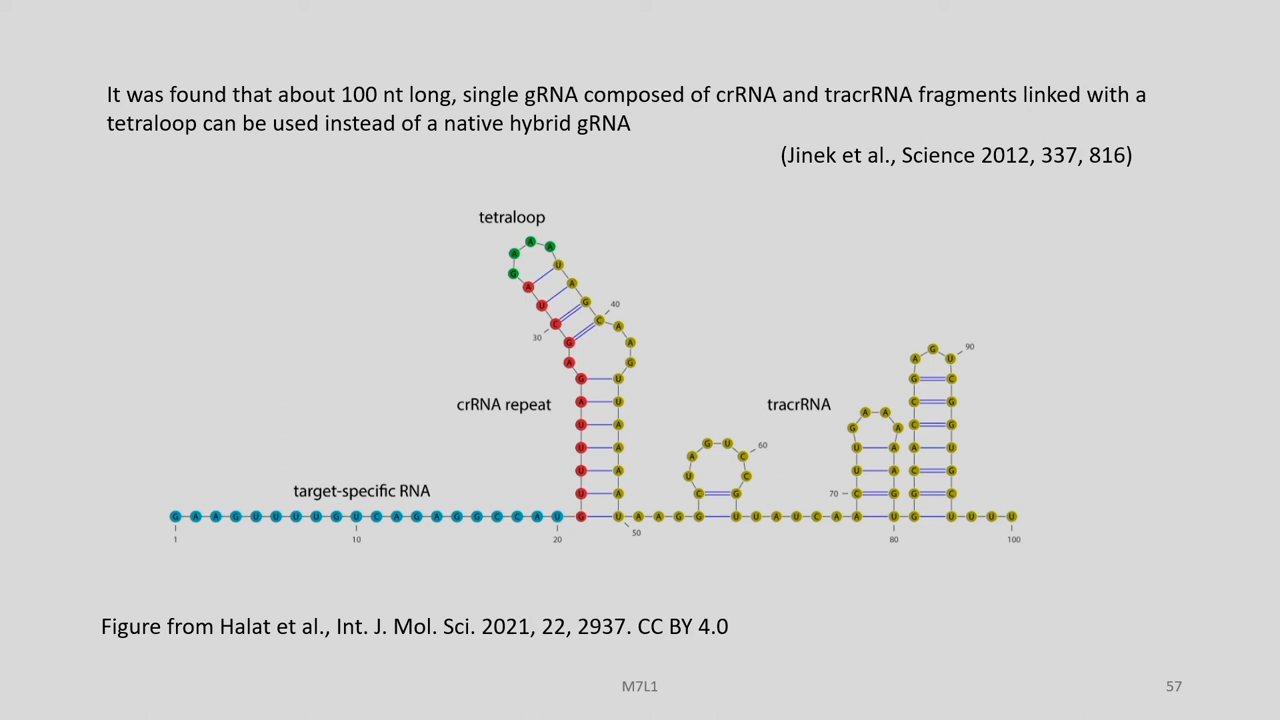 It was found that about 100 nt long, single gRNA composed of crRNA and tracrRNA fragments linked with a
tetraloop can be used instead of a native hybrid gRNA
(Jinek et al., Science 2012, 337, 816)
tetraloop
A
A A
G U
A A
U G
C C A
30 40
G A
A G
G U
crRNA repeat
A U
U A
U A
U A
U A
tracrRNA
A G U
90
G C
C G
C G
A U
C G
G C
G A A A
U A
U A
70 C G
A G U C
60
U C
C G
target-specific RNA
G A A G U U U U G U C A G A G G C C A U G U A A G G U U A U C A A U G U U U U
1 10 20 50 80 100
Figure from Halat et al., Int. J. Mol. Sci. 2021, 22, 2937. CC BY 4.0
M7L1
57